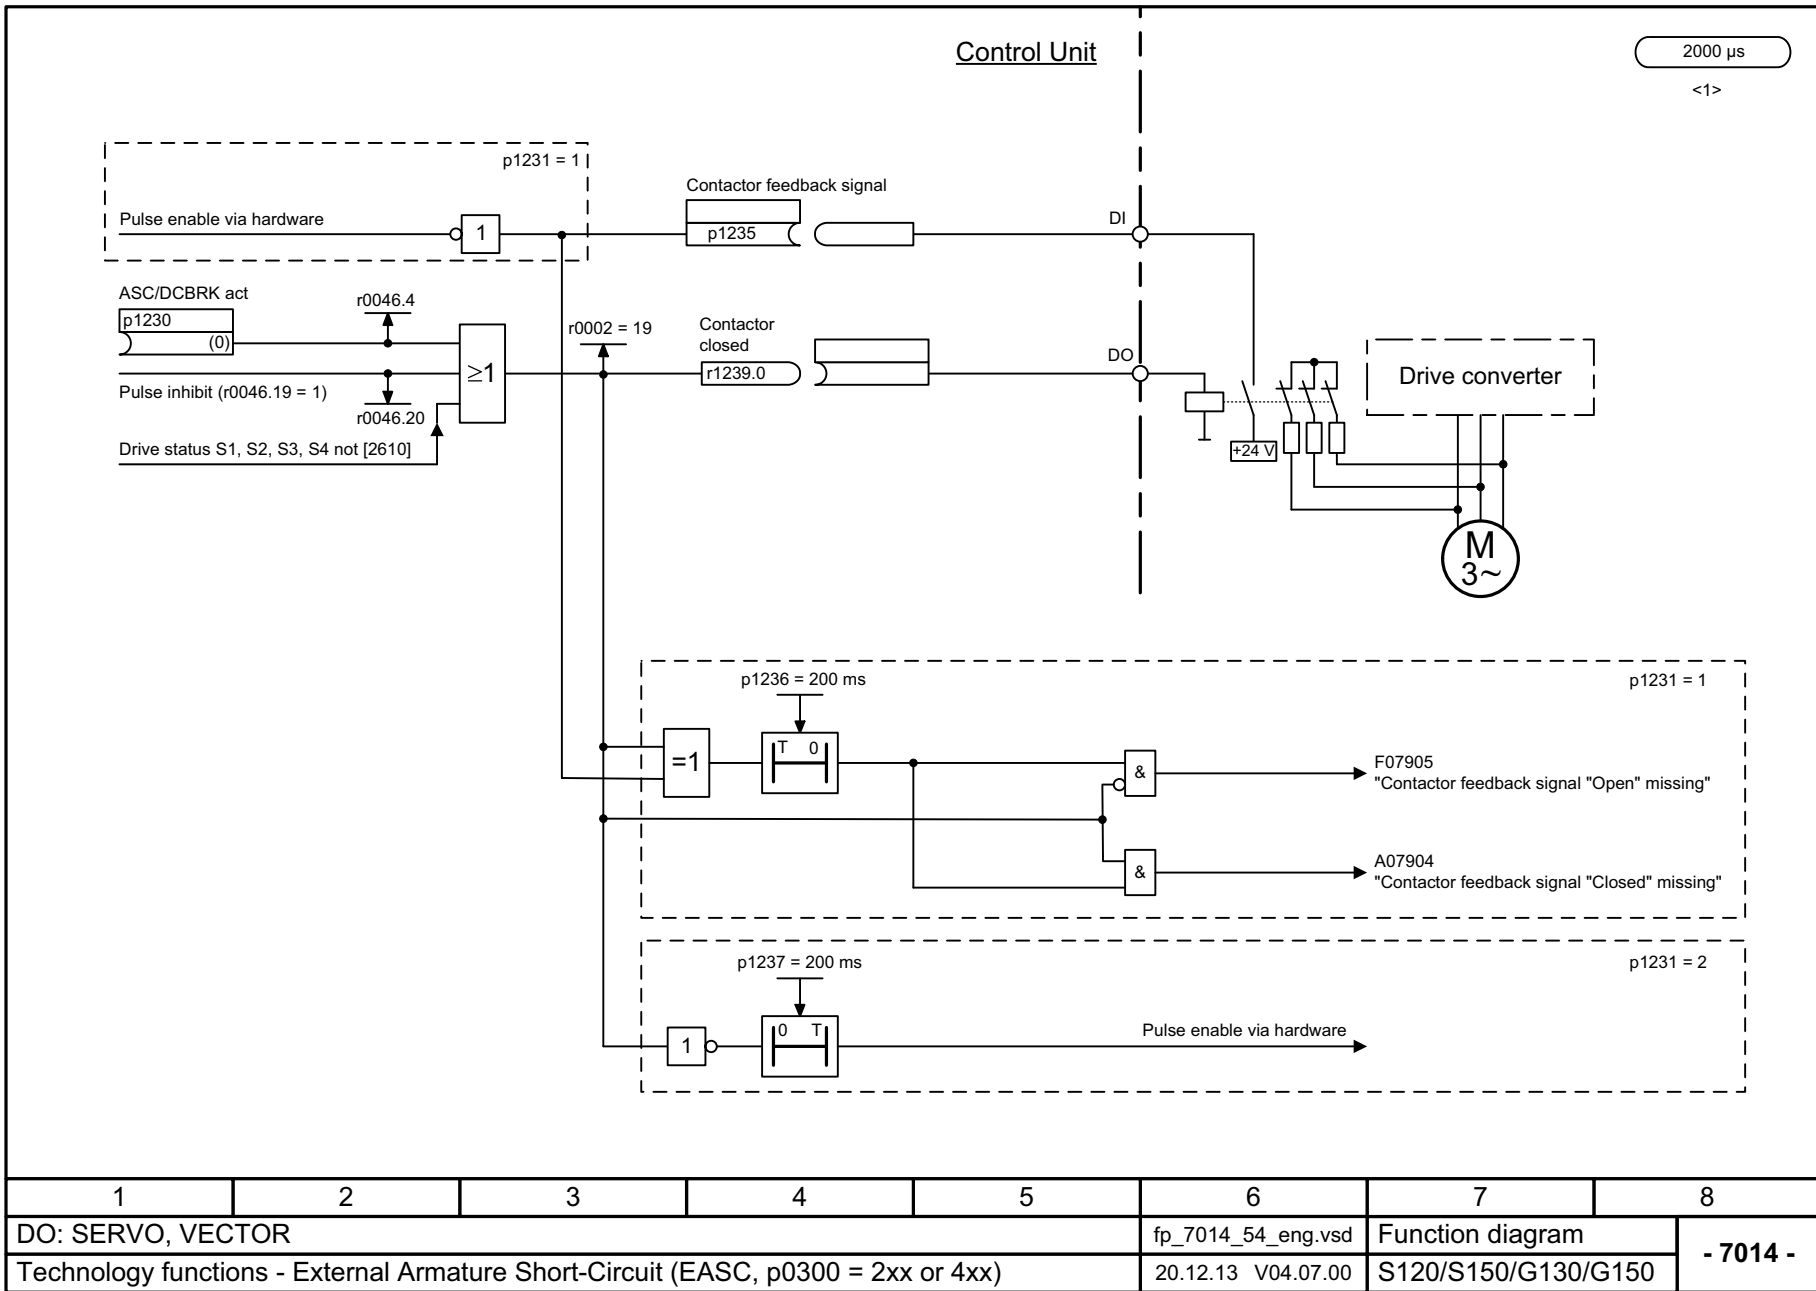 Control Unit
2000 µs
<1>
p1231 = 1
Pulse enable via hardware
1
Contactor feedback signal
p1235
DI
ASC/DCBRK act
p1230
(0)
r0046.4
Pulse inhibit (r0046.19 = 1)
r0046.20
Drive status S1, S2, S3, S4 not [2610]
≥1
r0002 = 19
Contactor
closed
r1239.0
DO
+24 V
Drive converter
M
3~
p1236 = 200 ms
p1231 = 1
=1
T 0
&
F07905
"Contactor feedback signal "Open" missing"
&
A07904
"Contactor feedback signal "Closed" missing"
p1237 = 200 ms
p1231 = 2
1
0 T
Pulse enable via hardware
1 2 3 4 5 6 7 8
DO: SERVO, VECTOR
fp_7014_54_eng.vsd
Function diagram
- 7014 -
Technology functions - External Armature Short-Circuit (EASC, p0300 = 2xx or 4xx)
20.12.13 V04.07.00
S120/S150/G130/G150